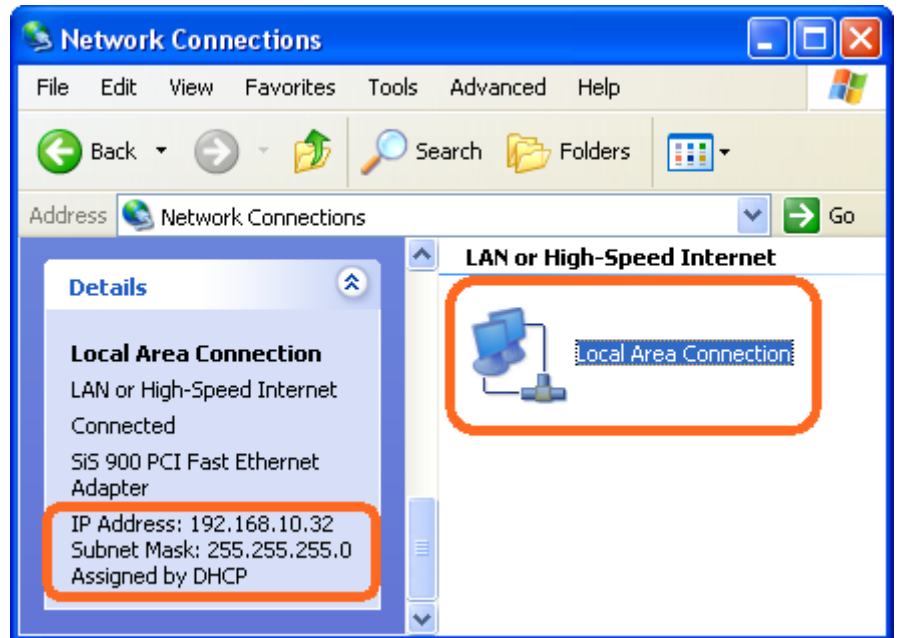 Network Connections
File Edit View Favorites Tools Advanced Help
Back Search Folders
Address Network Connections Go
Details
Local Area Connection
LAN or High-Speed Internet
Connected
SiS 900 PCI Fast Ethernet
Adapter
IP Address: 192.168.10.32
Subnet Mask: 255.255.255.0
Assigned by DHCP
LAN or High-Speed Internet
Local Area Connection